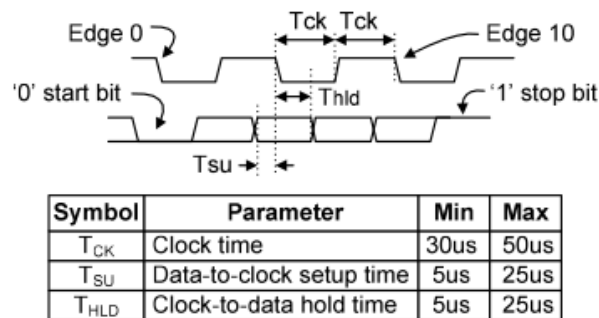 Tck Tck
Edge 0 Edge 10
'0' start bit Thld '1' stop bit
Tsu
Symbol Parameter Min Max
TCK Clock time 30us 50us
TSU Data-to-clock setup time 5us 25us
THLD Clock-to-data hold time 5us 25us